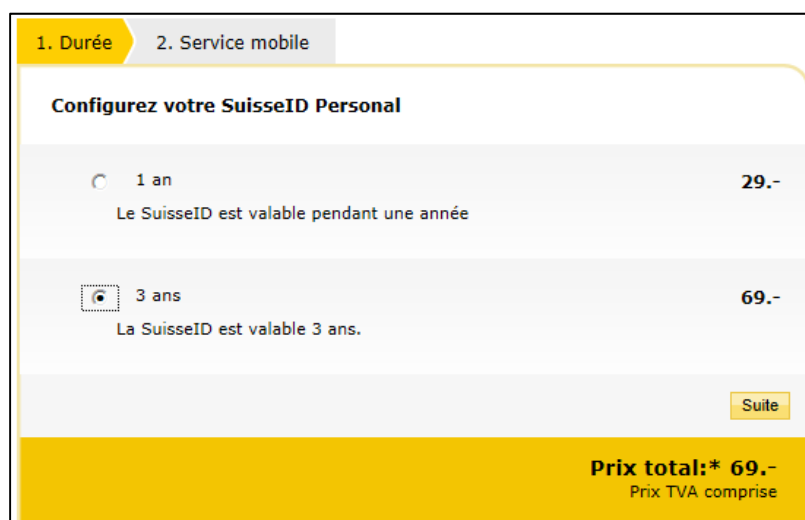 1. Durée
2. Service mobile
Configurez votre SuisseID Personal
1 an
29.-
Le SuisseID est valable pendant une année
3 ans
69.-
La SuisseID est valable 3 ans.
Suite
Prix total:* 69.-
Prix TVA comprise